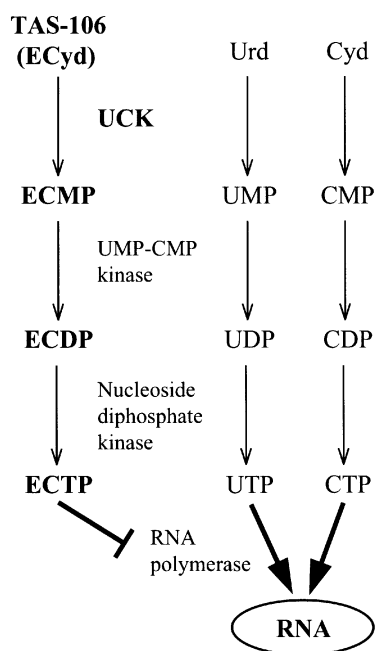 TAS-106
(ECyd)
Urd
Cyd
UCK
ECMP
UMP
CMP
UMP-CMP
kinase
ECDP
UDP
CDP
Nucleoside
diphosphate
kinase
ECTP
UTP
CTP
RNA
polymerase
RNA